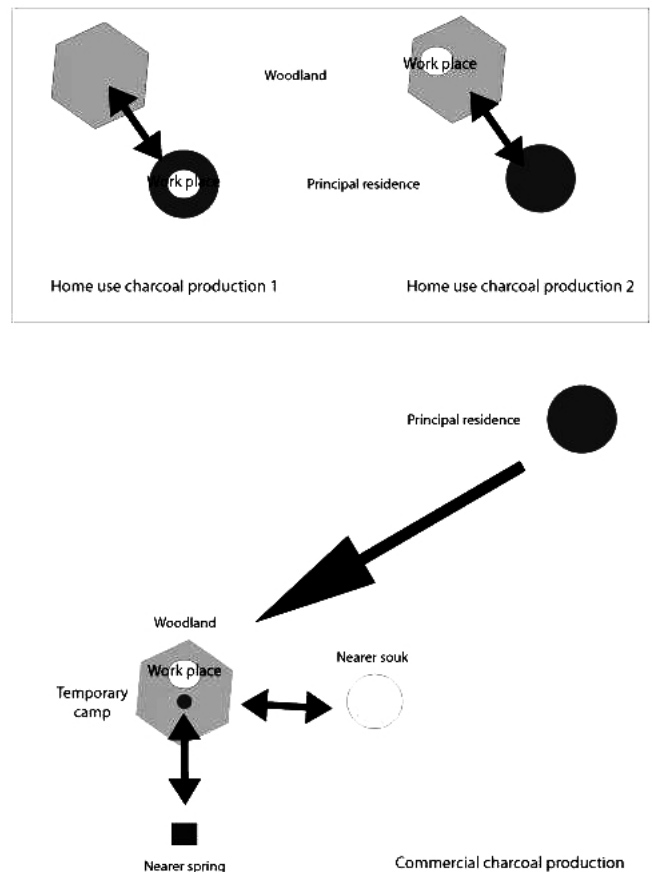 Work place
Woodland
Work place
Principal residence
Home use charcoal production 1
Home use charcoal production 2
Principal residence
Woodland
Work place
Nearer souk
Temporary
camp
Nearer spring
Commercial charcoal production